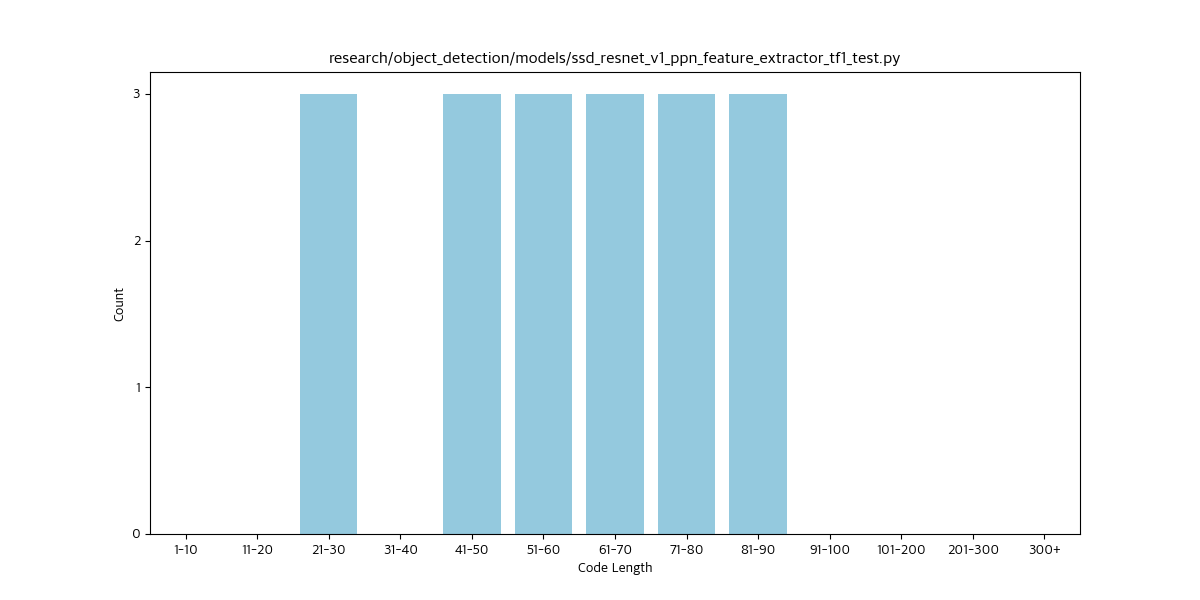 research/object_detection/models/ssd_resnet_v1_ppn_feature_extractor_tf1_test.py
3
2
1
0
Count
1-10 11-20 21-30 31-40 41-50 51-60 61-70 71-80 81-90 91-100 101-200 201-300 300+
Code Length